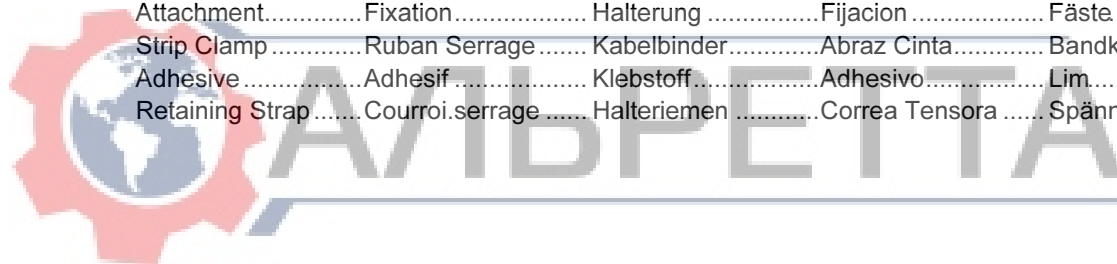 Attachment..............Fixation.................... Halterung ................Fijacion ................... Fäste
Strip Clamp .............Ruban Serrage....... Kabelbinder.............Abraz Cinta............. Bandk
Adhesive..................Adhesif ................... Klebstoff..................Adhesivo.................. Lim
Retaining Strap .......Courroi.serrage ...... Halteriemen ............Correa Tensora ...... Spänn
АЛЬРЕТТА